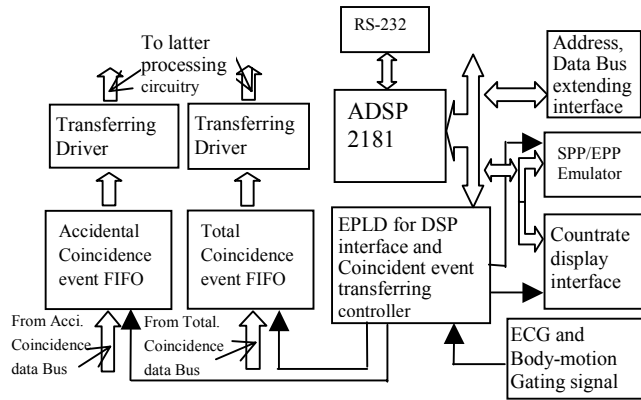 To latter
processing
circuitry
RS-232
Address,
Data Bus
extending
interface
Transferring
Driver
Transferring
Driver
ADSP
2181
SPP/EPP
Emulator
Accidental
Coincidence
event FIFO
Total
Coincidence
event FIFO
EPLD for DSP
interface and
Coincident event
transferring
controller
Countrate
display
interface
From Acci.
Coincidence
data Bus
From Total.
Coincidence
data Bus
ECG and
Body-motion
Gating signal